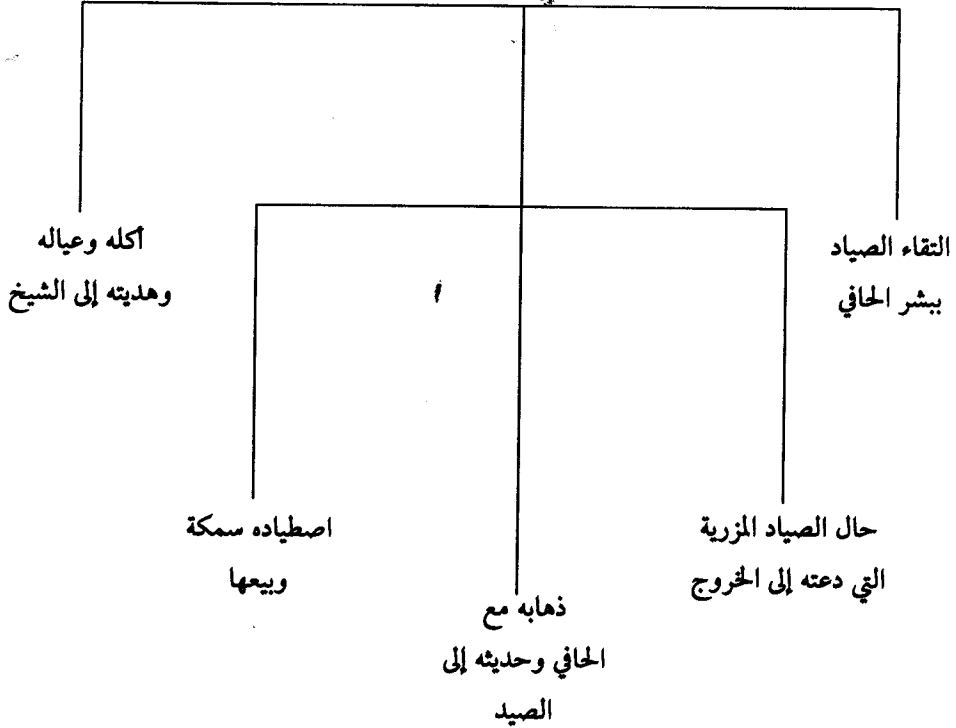 التقاء الصياد
ببشر الحافي
أكله وعياله
وهديته إلى الشيخ
حال الصياد المزرية
التي دعته إلى الخروج
ذهابه مع
الحافي وحديثه إلى
الصيد
اصطياده سمكة
وبيعها